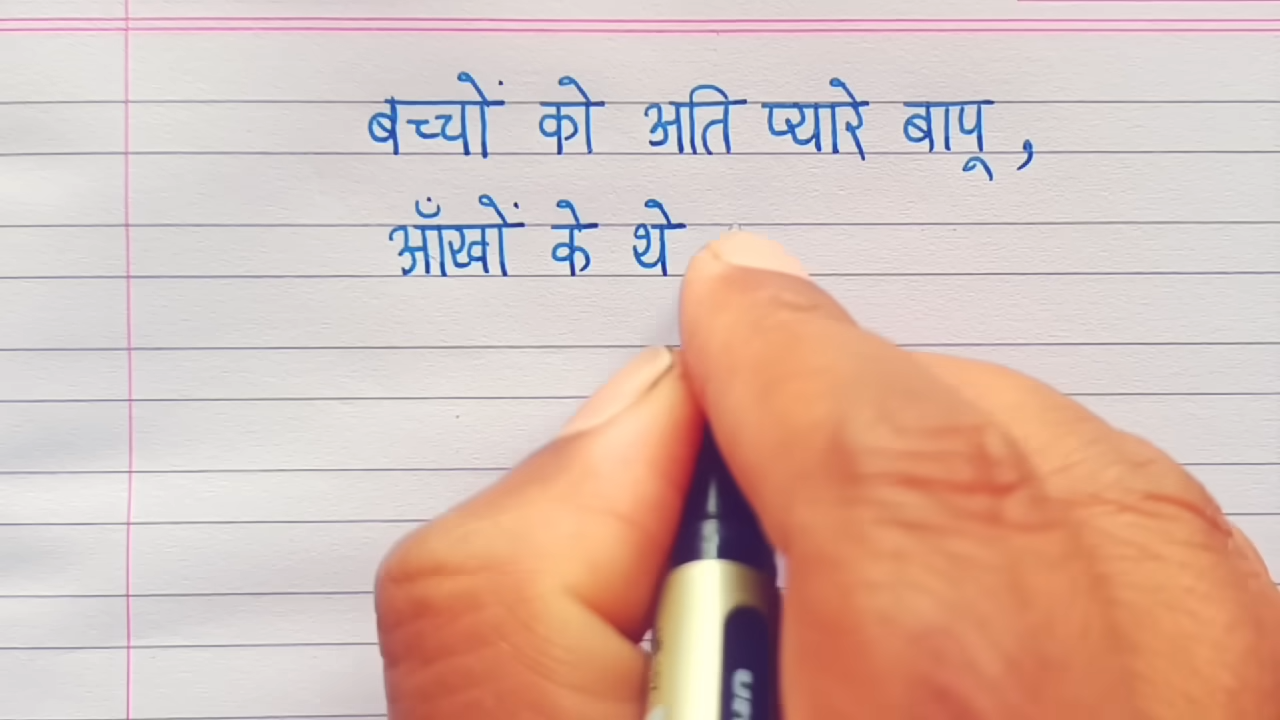 बच्चों को अति प्यारे बापू,
आँखों के थे